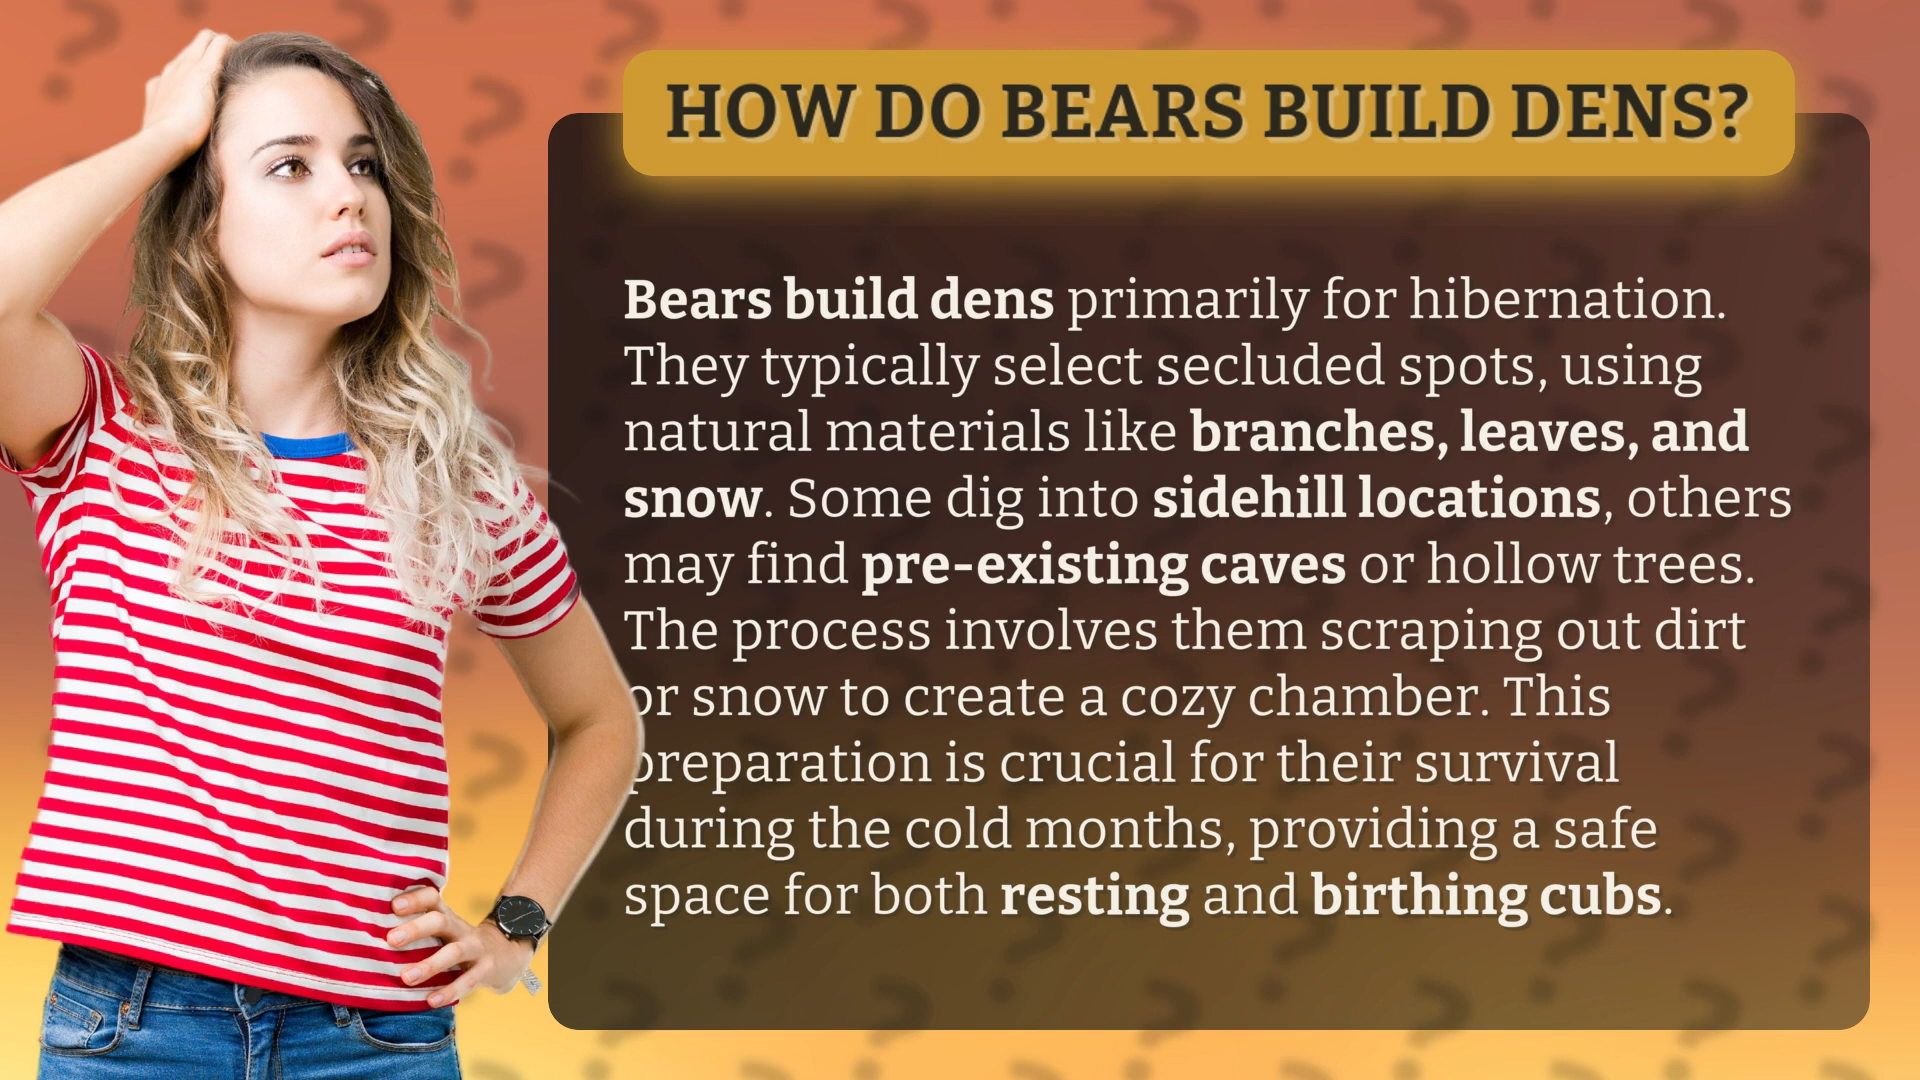 HOW DO BEARS BUILD DENS?
Bears build dens primarily for hibernation.
They typically select secluded spots, using
natural materials like branches, leaves, and
snow. Some dig into sidehill locations, others
may find pre-existing caves or hollow trees.
The process involves them scraping out dirt
or snow to create a cozy chamber. This
preparation is crucial for their survival
during the cold months, providing a safe
space for both resting and birthing cubs.